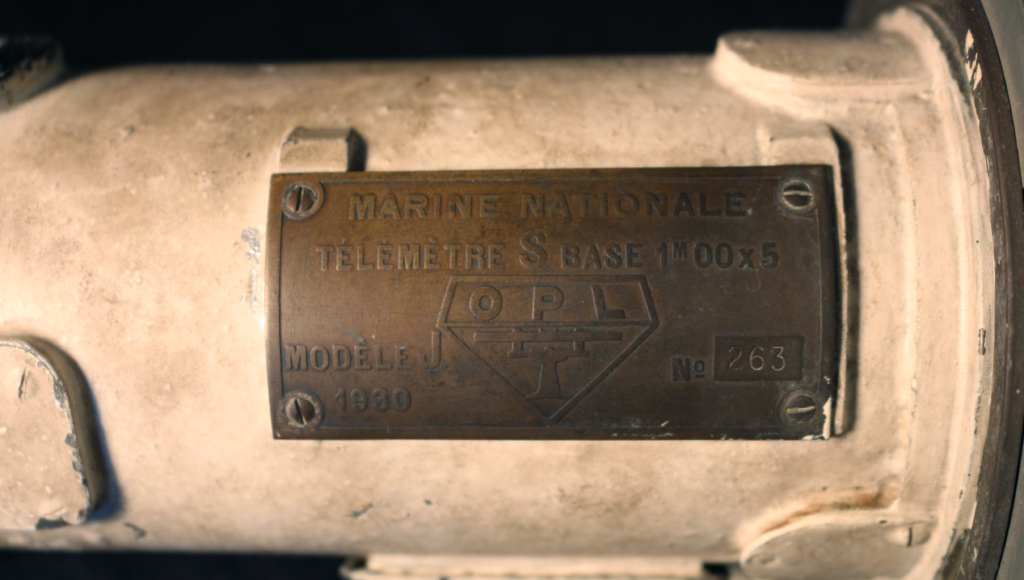 MARINE NATIONALE
TÉLÉMÈTRE S BASE 1M00x5
OPL
MODÈLE J
1930
No 263